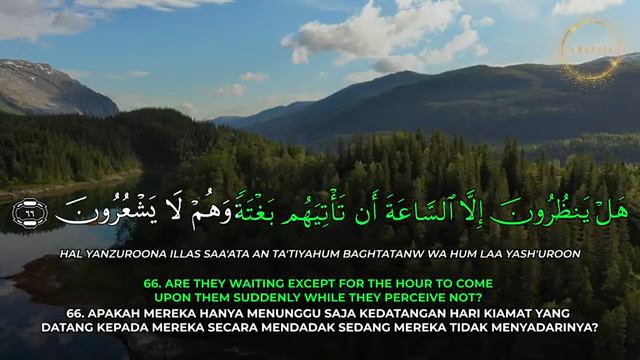 هَلْ يَنظُرُونَ إِلَّا ٱلسَّاعَةَ أَن تَأْتِيَهُم بَغْتَةً وَهُمْ لَا يَشْعُرُونَ ٦٦
HAL YANZUROONA ILLAS SAA'ATA AN TA'TIYAHUM BAGHTATANW WA HUM LAA YASH'UROON
66. ARE THEY WAITING EXCEPT FOR THE HOUR TO COME
UPON THEM SUDDENLY WHILE THEY PERCEIVE NOT?
66. APAKAH MEREKA HANYA MENUNGGU SAJA KEDATANGAN HARI KIAMAT YANG
DATANG KEPADA MEREKA SECARA MENDADAK SEDANG MEREKA TIDAK MENYADARINYA?